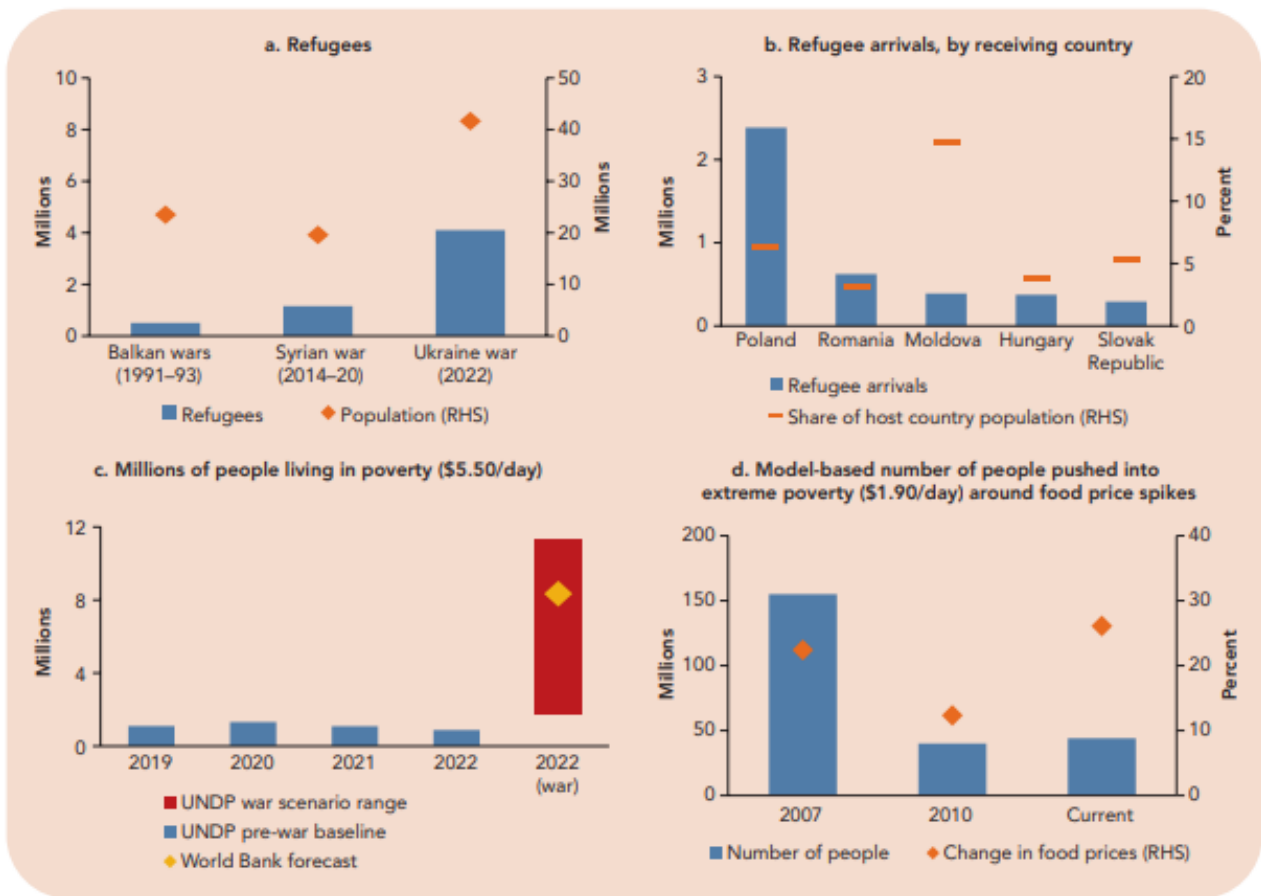 a. Refugees
10
8
6
4
2
0
Millions
50
40
30
20
10
0
Millions
Balkan wars
(1991–93)
Syrian war
(2014–20)
Ukraine war
(2022)
Refugees
Population (RHS)
b. Refugee arrivals, by receiving country
3
2
1
0
Millions
20
15
10
5
0
Percent
Poland
Romania
Moldova
Hungary
Slovak
Republic
Refugee arrivals
Share of host country population (RHS)
c. Millions of people living in poverty ($5.50/day)
12
8
4
0
Millions
2019
2020
2021
2022
2022
(war)
UNDP war scenario range
UNDP pre-war baseline
World Bank forecast
d. Model-based number of people pushed into
extreme poverty ($1.90/day) around food price spikes
200
150
100
50
0
Millions
40
30
20
10
0
Percent
2007
2010
Current
Number of people
Change in food prices (RHS)